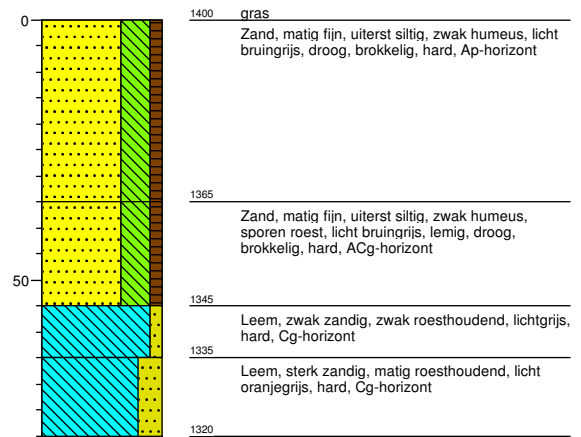 0
1400 gras
Zand, matig fijn, uiterst siltig, zwak humeus, licht
bruingrijs, droog, brokkelig, hard, Ap-horizont
1365
Zand, matig fijn, uiterst siltig, zwak humeus,
sporen roest, licht bruingrijs, lemig, droog,
brokkelig, hard, ACg-horizont
50
1345
Leem, zwak zandig, zwak roesthoudend, lichtgrijs,
hard, Cg-horizont
1335
Leem, sterk zandig, matig roesthoudend, licht
oranjegrijs, hard, Cg-horizont
1320